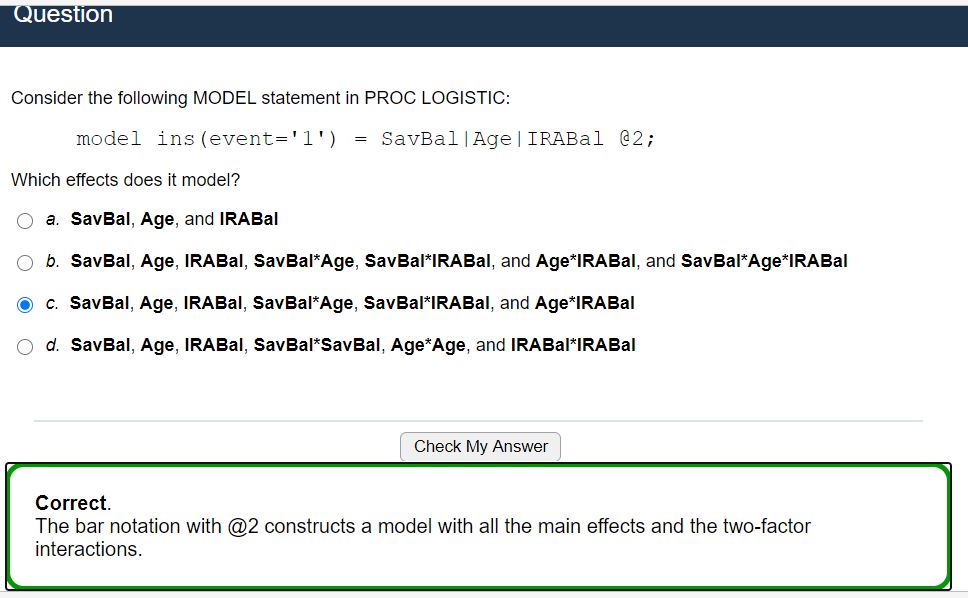 Question
Consider the following MODEL statement in PROC LOGISTIC:
model ins(event='1') = SavBal|Age|IRABal @2;
Which effects does it model?
a. SavBal, Age, and IRABal
b. SavBal, Age, IRABal, SavBal*Age, SavBal*IRABal, and Age*IRABal, and SavBal*Age*IRABal
c. SavBal, Age, IRABal, SavBal*Age, SavBal*IRABal, and Age*IRABal
d. SavBal, Age, IRABal, SavBal*SavBal, Age*Age, and IRABal*IRABal
Check My Answer
Correct.
The bar notation with @2 constructs a model with all the main effects and the two-factor
interactions.